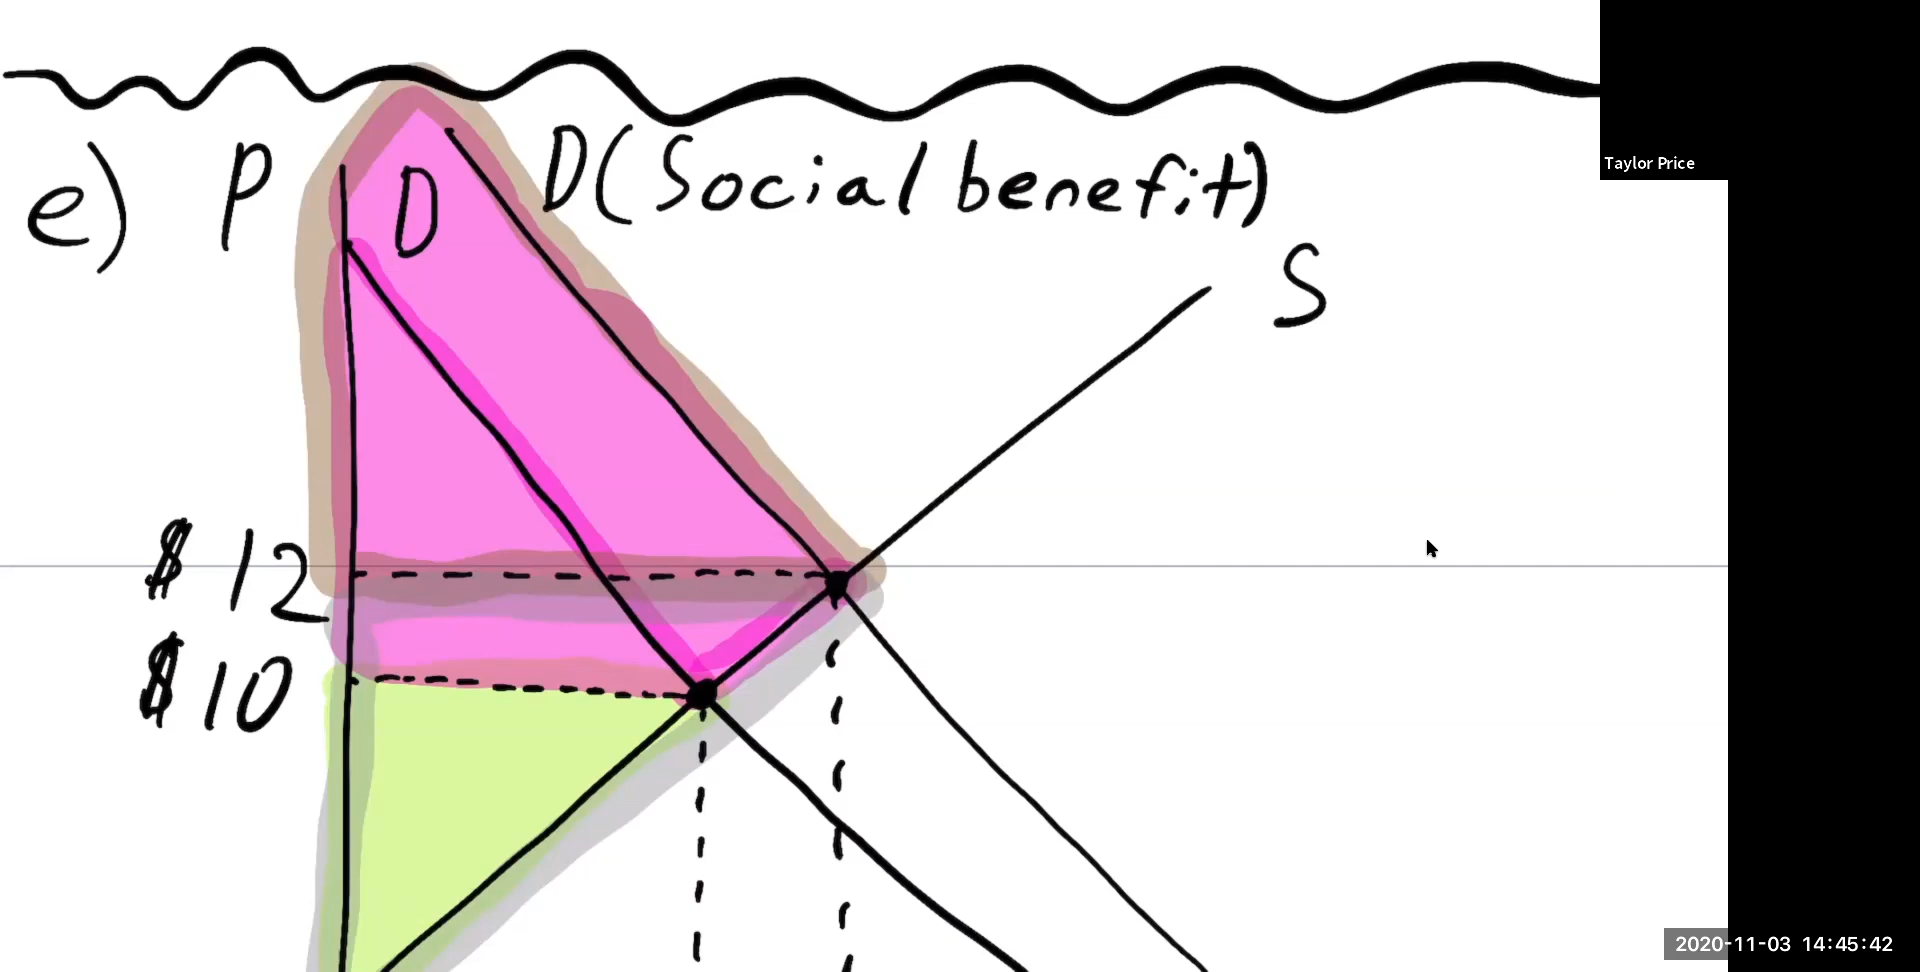 Taylor Price
e) P D D(Social benefit)
S
$ 12
$ 10
2020-11-03 14:45:42